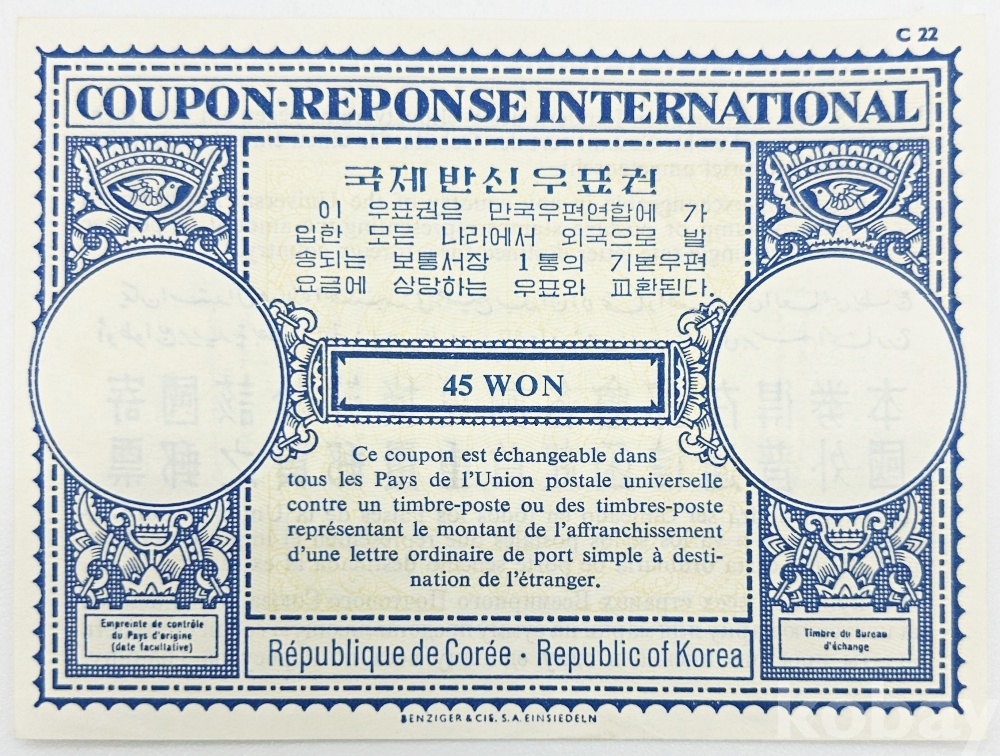 C 22
COUPON-REPONSE INTERNATIONAL
국제반신우표권
이 우표권은 만국우편연합에 가
입한 모든 나라에서 외국으로 발
송되는 보통서장 1통의 기본우편
요금에 상당하는 우표와 교환된다.
45 WON
Ce coupon est échangeable dans
tous les Pays de l'Union postale universelle
contre un timbre-poste ou des timbres-poste
représentant le montant de l'affranchissement
d'une lettre ordinaire de port simple à desti-
nation de l'étranger.
Empreinte de contrôle
du Pays d'origine
(date facultative)
Timbre du Bureau
d'échange
République de Corée · Republic of Korea
BENZIGER & CIE. S.A. EINSIEDELN
kobay